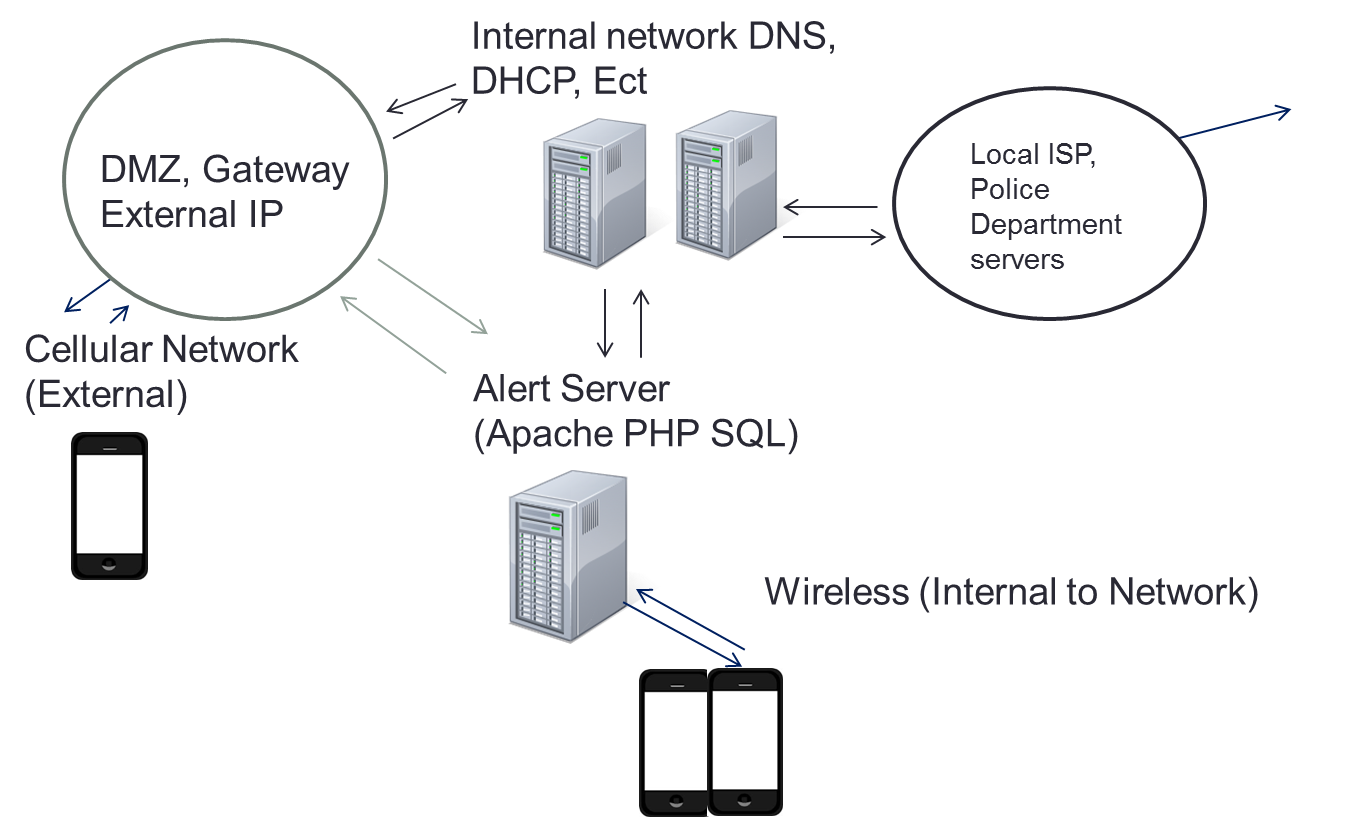 Internal network DNS,
DHCP, Ect
DMZ, Gateway
External IP
Local ISP,
Police
Department
servers
Cellular Network
(External)
Alert Server
(Apache PHP SQL)
Wireless (Internal to Network)